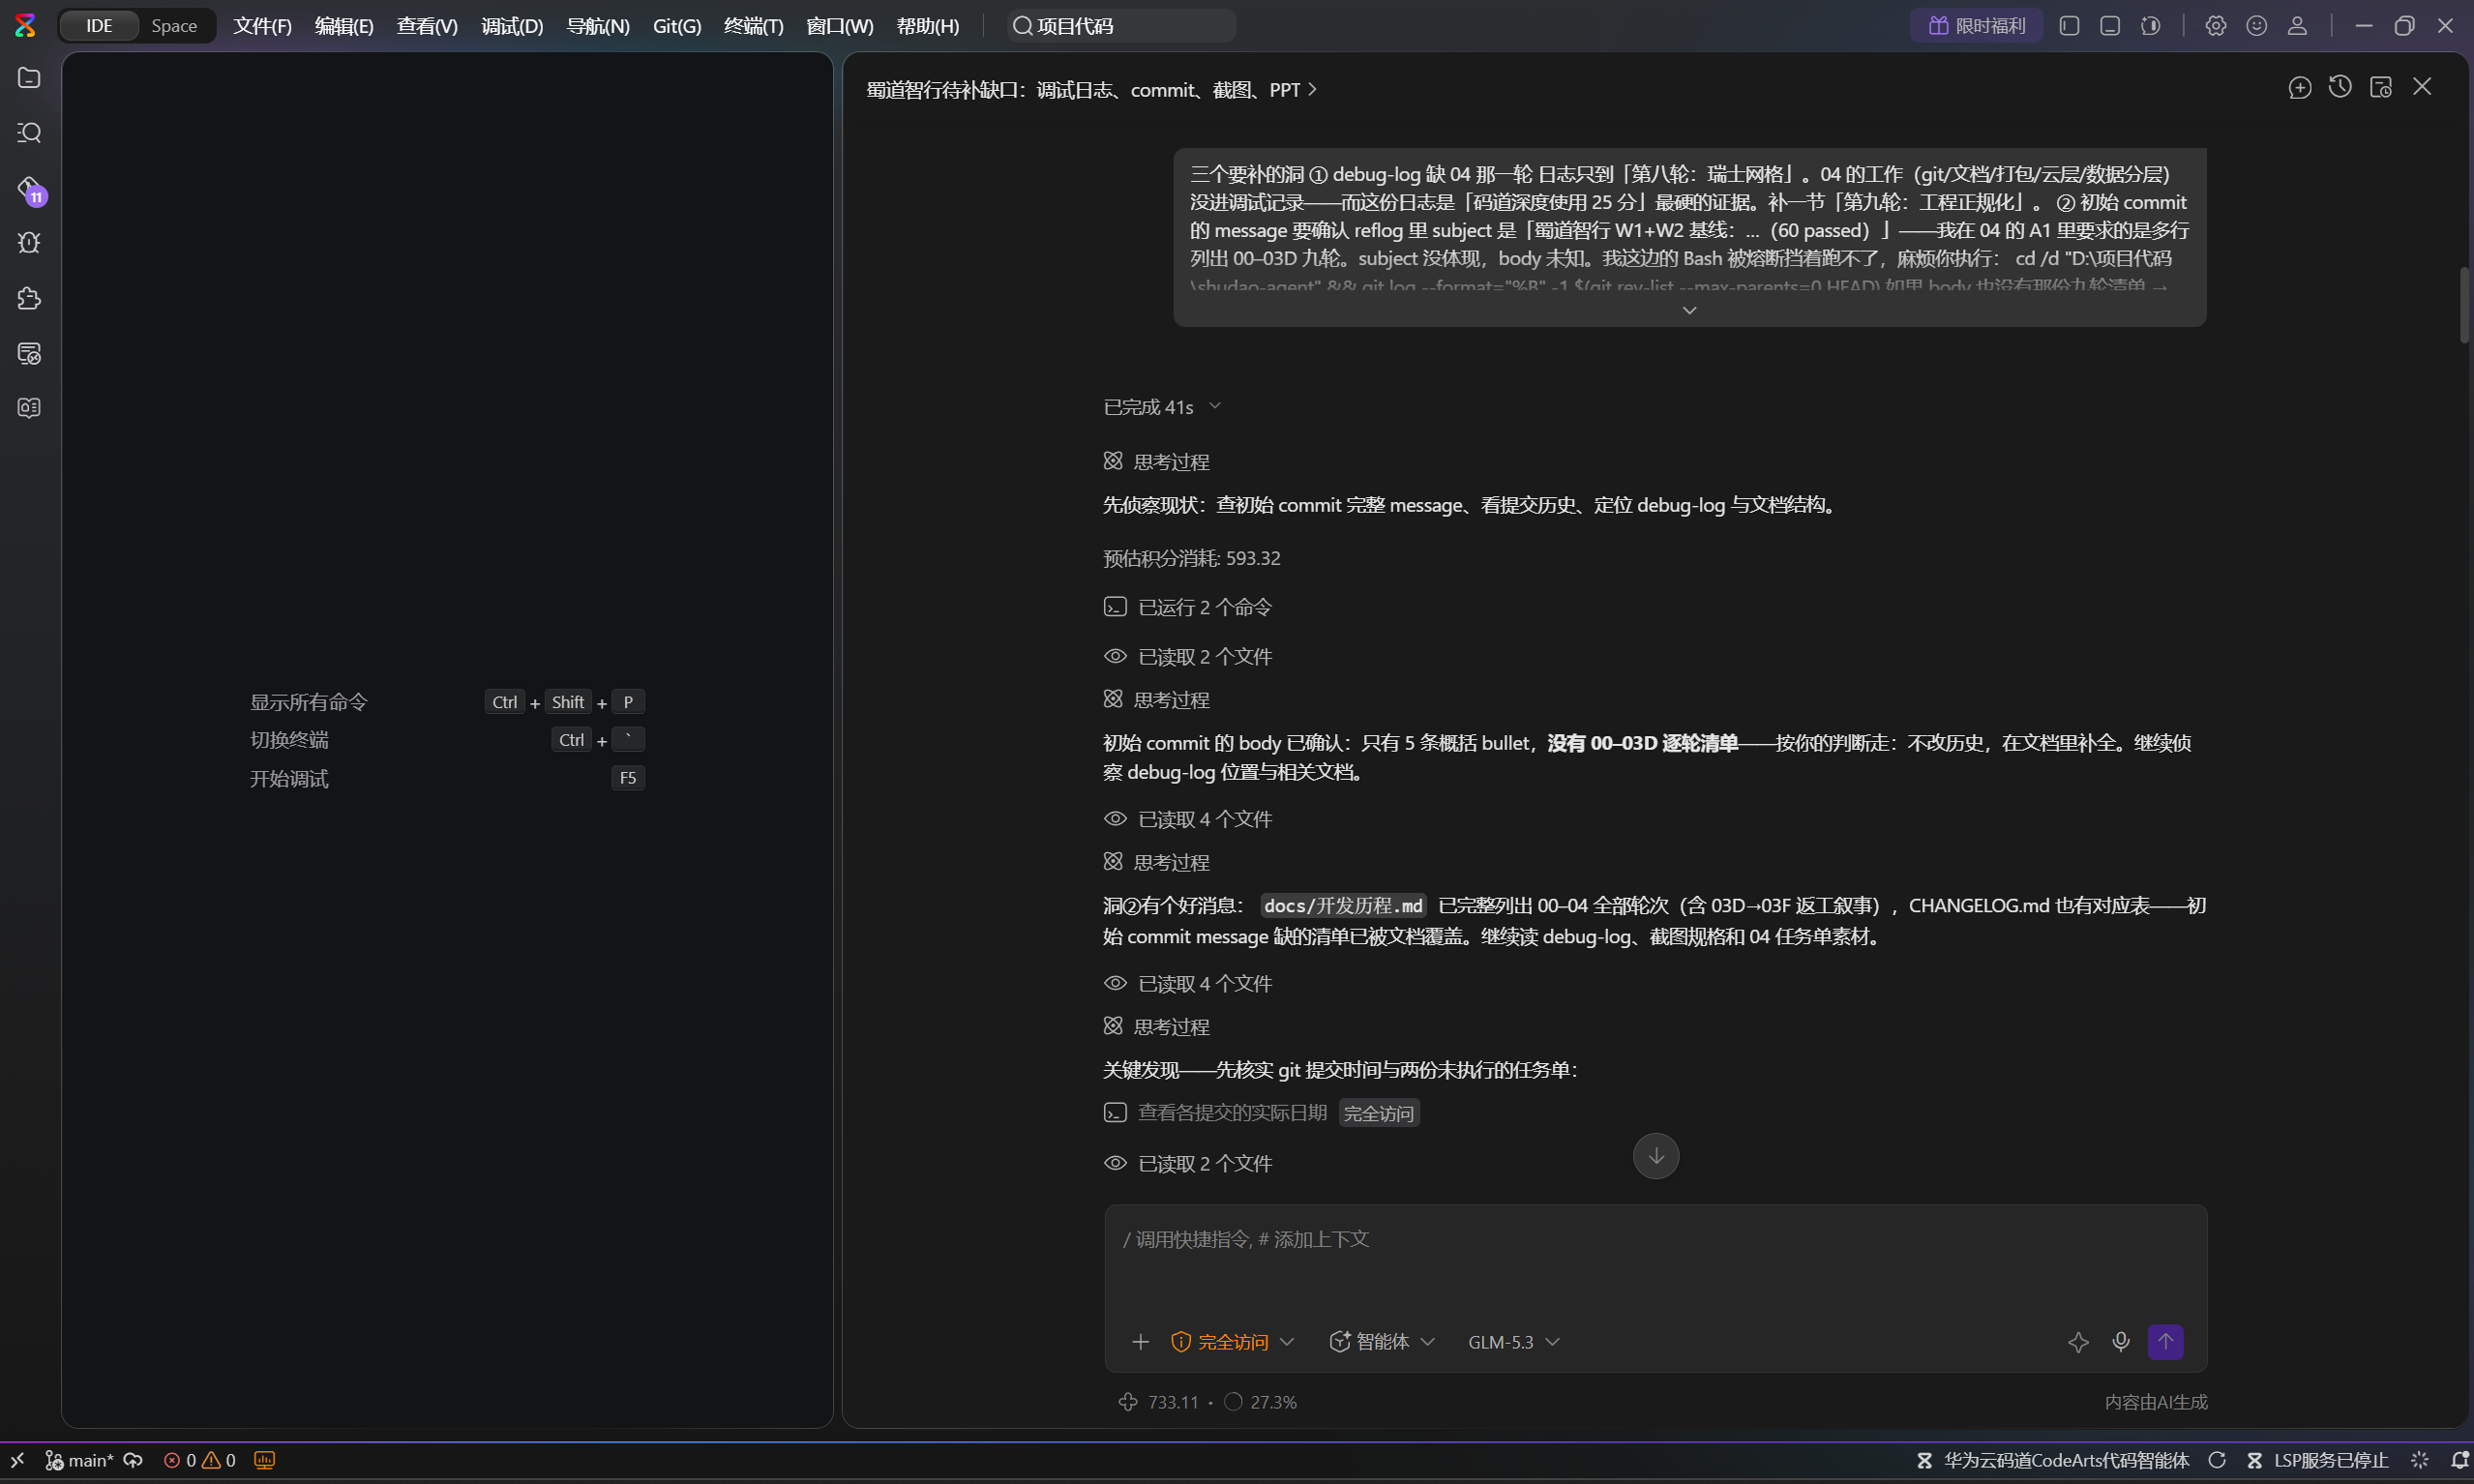 IDE Space 文件(F) 编辑(E) 查看(V) 调试(D) 导航(N) Git(G) 终端(T) 窗口(W) 帮助(H) 项目代码 限时福利
11
显示所有命令 Ctrl + Shift + P
切换终端 Ctrl + `
开始调试 F5
蜀道智行待补缺口：调试日志、commit、截图、PPT
三个要补的洞 ① debug-log 缺 04 那一轮 日志只到「第八轮：瑞士网格」。04 的工作（git/文档/打包/云层/数据分层）
没进调试记录——而这份日志是「码道深度使用 25 分」最硬的证据。补一节「第九轮：工程正规化」。 ② 初始 commit
的 message 要确认 reflog 里 subject 是「蜀道智行 W1+W2 基线：...（60 passed）」——我在 04 的 A1 里要求的是多行
列出 00–03D 九轮。subject 没体现，body 未知。我这边的 Bash 被熔断挡着跑不了，麻烦你执行： cd /d "D:\项目代码
\shudao-agent" && git log --format="%B" -1 $(git rev-list --max-parents=0 HEAD) 如果 body 也没有那份九轮清单 →
已完成 41s
思考过程
先侦察现状：查初始 commit 完整 message、看提交历史、定位 debug-log 与文档结构。
预估积分消耗: 593.32
已运行 2 个命令
已读取 2 个文件
思考过程
初始 commit 的 body 已确认：只有 5 条概括 bullet，没有 00–03D 逐轮清单——按你的判断走：不改历史，在文档里补全。继续侦
察 debug-log 位置与相关文档。
已读取 4 个文件
思考过程
洞②有个好消息： docs/开发历程.md 已完整列出 00–04 全部轮次（含 03D→03F 返工叙事），CHANGELOG.md 也有对应表——初
始 commit message 缺的清单已被文档覆盖。继续读 debug-log、截图规格和 04 任务单素材。
已读取 4 个文件
思考过程
关键发现——先核实 git 提交时间与两份未执行的任务单：
查看各提交的实际日期 完全访问
已读取 2 个文件
/ 调用快捷指令, # 添加上下文
完全访问 智能体 GLM-5.3
733.11 • 27.3% 内容由AI生成
main* 0 0 华为云码道CodeArts代码智能体 LSP服务已停止